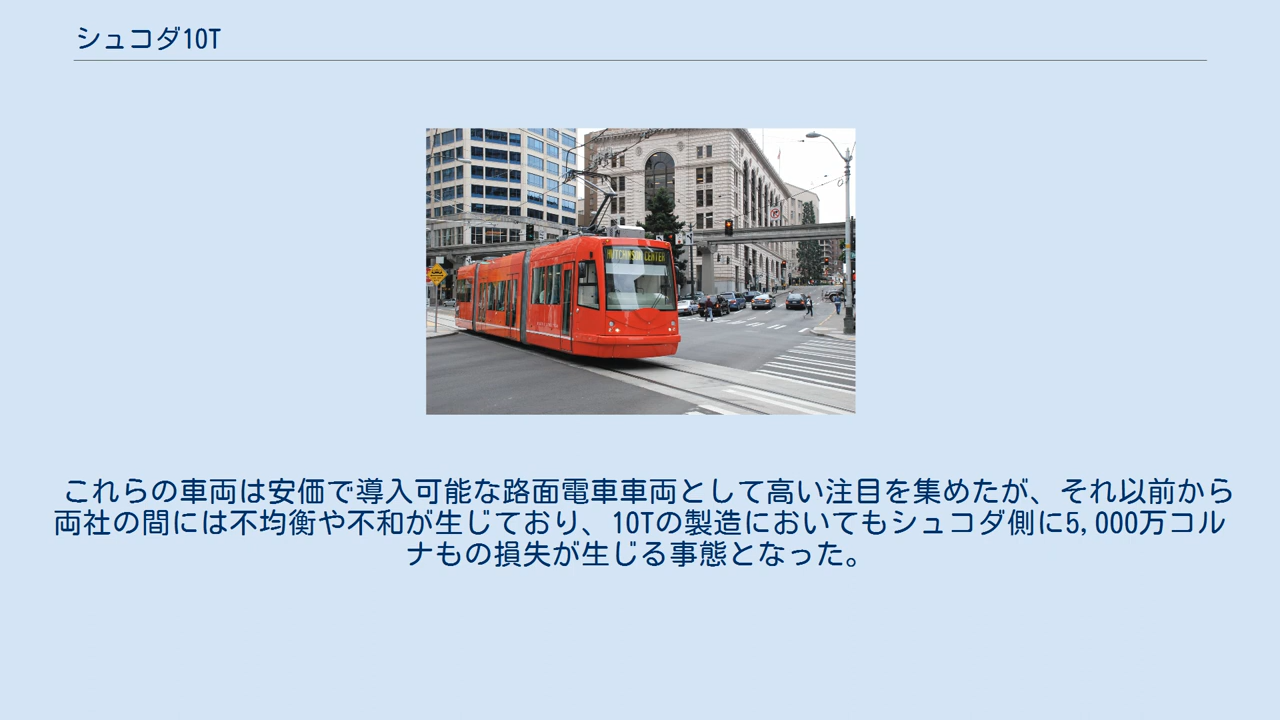 シュコダ10T
HUTCHINSON CENTER
これらの車両は安価で導入可能な路面電車車両として高い注目を集めたが、それ以前から
両社の間には不均衡や不和が生じており、10Tの製造においてもシュコダ側に5,000万コル
ナもの損失が生じる事態となった。